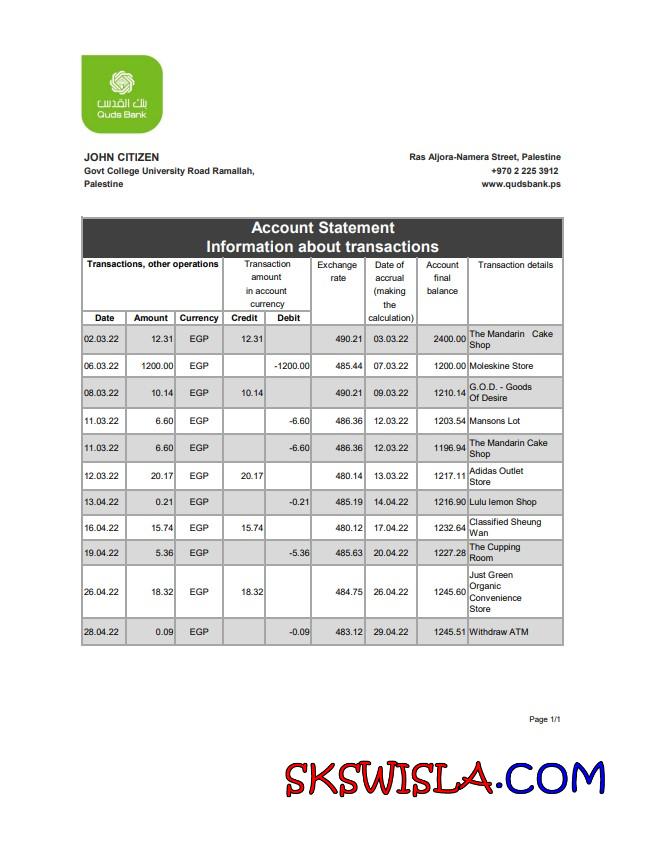 بنك القدس
Quds Bank
JOHN CITIZEN
Govt College University Road Ramallah,
Palestine
Ras Aljora-Namera Street, Palestine
+970 2 225 3912
www.qudsbank.ps
Account Statement
Information about transactions
Transactions, other operations | Transaction amount in account currency | Exchange rate | Date of accrual (making the calculation) | Account final balance | Transaction details
Date | Amount | Currency | Credit | Debit
02.03.22 12.31 EGP 12.31 490.21 03.03.22 2400.00 The Mandarin Cake Shop
06.03.22 1200.00 EGP -1200.00 485.44 07.03.22 1200.00 Moleskine Store
08.03.22 10.14 EGP 10.14 490.21 09.03.22 1210.14 G.O.D. - Goods Of Desire
11.03.22 6.60 EGP -6.60 486.36 12.03.22 1203.54 Mansons Lot
11.03.22 6.60 EGP -6.60 486.36 12.03.22 1196.94 The Mandarin Cake Shop
12.03.22 20.17 EGP 20.17 480.14 13.03.22 1217.11 Adidas Outlet Store
13.04.22 0.21 EGP -0.21 485.19 14.04.22 1216.90 Lulu lemon Shop
16.04.22 15.74 EGP 15.74 480.12 17.04.22 1232.64 Classified Sheung Wan
19.04.22 5.36 EGP -5.36 485.63 20.04.22 1227.28 The Cupping Room
26.04.22 18.32 EGP 18.32 484.75 26.04.22 1245.60 Just Green Organic Convenience Store
28.04.22 0.09 EGP -0.09 483.12 29.04.22 1245.51 Withdraw ATM
Page 1/1
SKSWISLA.COM